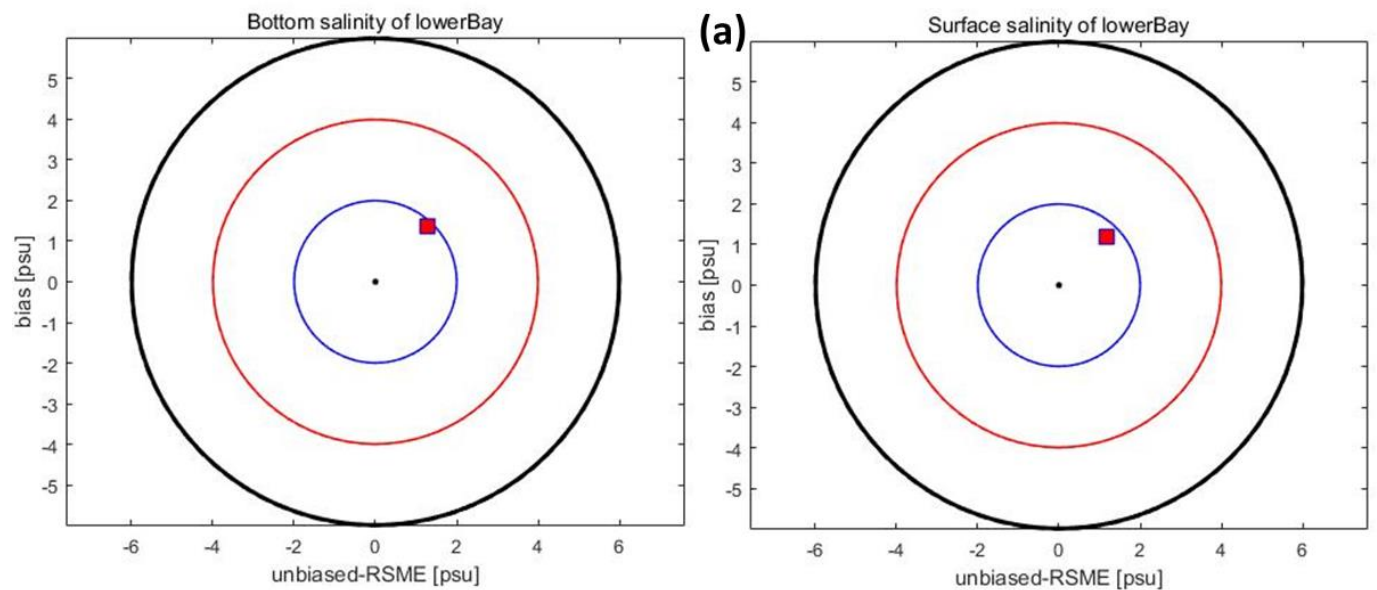 Bottom salinity of lowerBay
5
4
3
2
1
0
-1
-2
-3
-4
-5
bias [psu]
-6 -4 -2 0 2 4 6
unbiased-RSME [psu]
(a)
Surface salinity of lowerBay
5
4
3
2
1
0
-1
-2
-3
-4
-5
bias [psu]
-6 -4 -2 0 2 4 6
unbiased-RSME [psu]